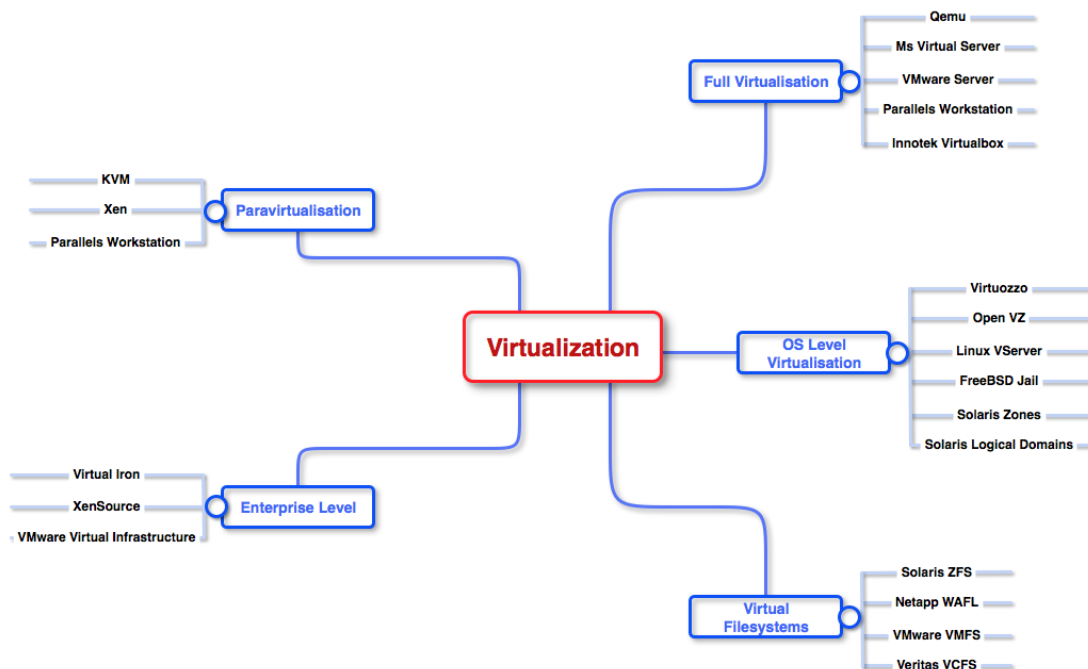 Qemu
Ms Virtual Server
Full Virtualisation
VMware Server
Parallels Workstation
Innotek Virtualbox
KVM
Paravirtualisation
Xen
Parallels Workstation
Virtualization
Virtuozzo
Open VZ
OS Level
Virtualisation
Linux VServer
FreeBSD Jail
Solaris Zones
Solaris Logical Domains
Virtual Iron
Enterprise Level
XenSource
VMware Virtual Infrastructure
Solaris ZFS
Netapp WAFL
Virtual
Filesystems
VMware VMFS
Veritas VCFS